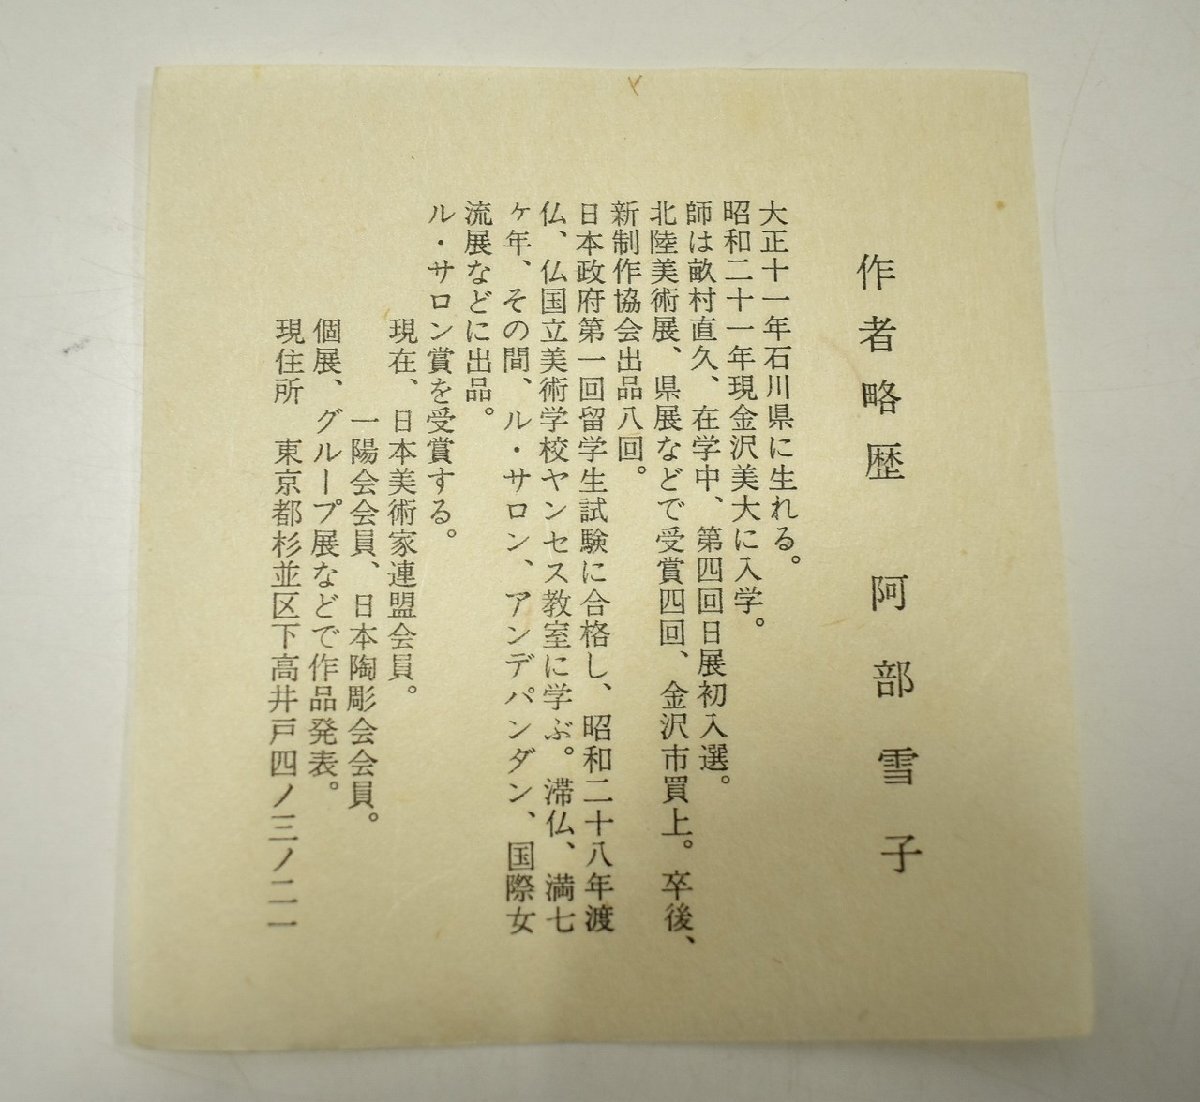 作者略歴 阿部雪子
大正十一年石川県に生れる。
昭和二十一年現金沢美大に入学。
師は畝村直久、在学中、第四回日展初入選。
北陸美術展、県展などで受賞四回、金沢市買上。卒後、
新制作協会出品八回。
日本政府第一回留学生試験に合格し、昭和二十八年渡
仏、仏国立美術学校ヤンセス教室に学ぶ。滞仏、満七
ヶ年、その間、ル・サロン、アンデパンダン、国際女
流展などに出品。
ル・サロン賞を受賞する。
現在、日本美術家連盟会員。
一陽会会員、日本陶彫会会員。
個展、グループ展などで作品発表。
現住所 東京都杉並区下高井戸四ノ三ノ二一